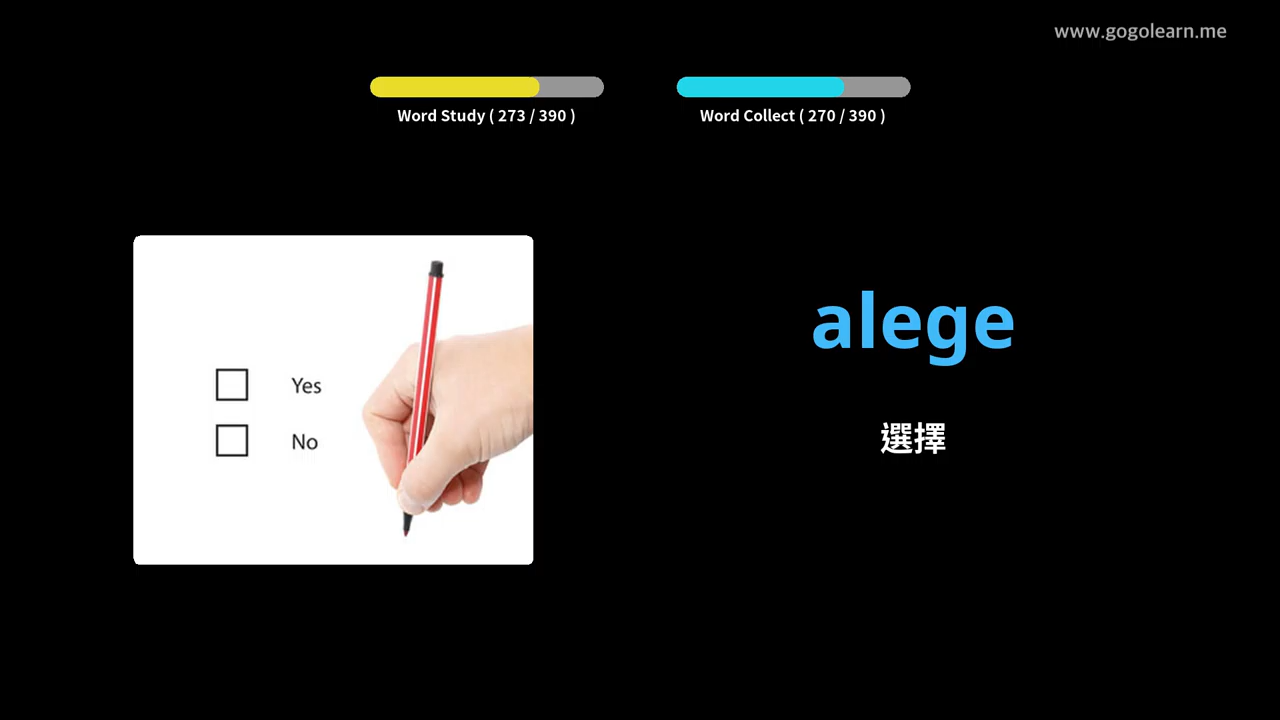 www.gogolearn.me
Word Study ( 273 / 390 )
Word Collect ( 270 / 390 )
Yes
No
alege
選擇